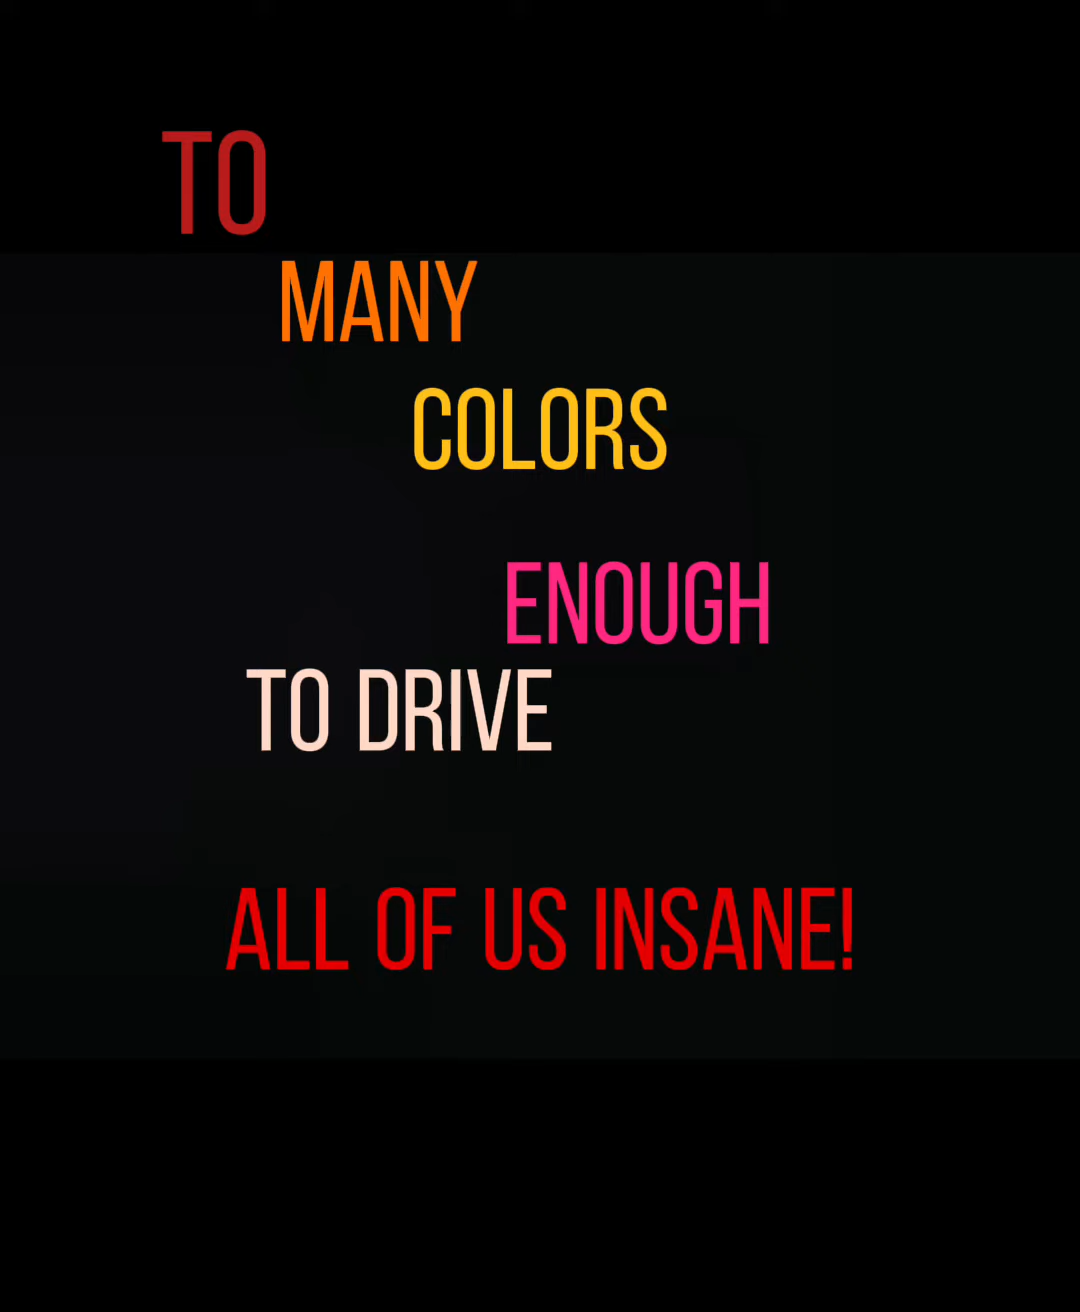 TO
MANY
COLORS
ENOUGH
TO DRIVE
ALL OF US INSANE!